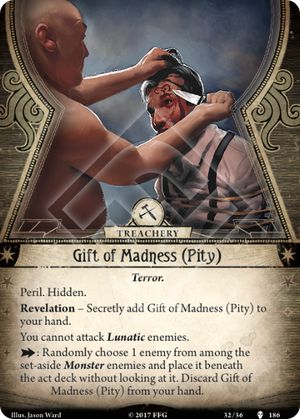 TREACHERY
Gift of Madness (Pity)
Terror.
Peril. Hidden.
Revelation – Secretly add Gift of Madness (Pity) to
your hand.
You cannot attack Lunatic enemies.
: Randomly choose 1 enemy from among the
set-aside Monster enemies and place it beneath
the act deck without looking at it. Discard Gift
of Madness (Pity) from your hand.
Illus. Jason Ward
© 2017 FFG
32/36
186